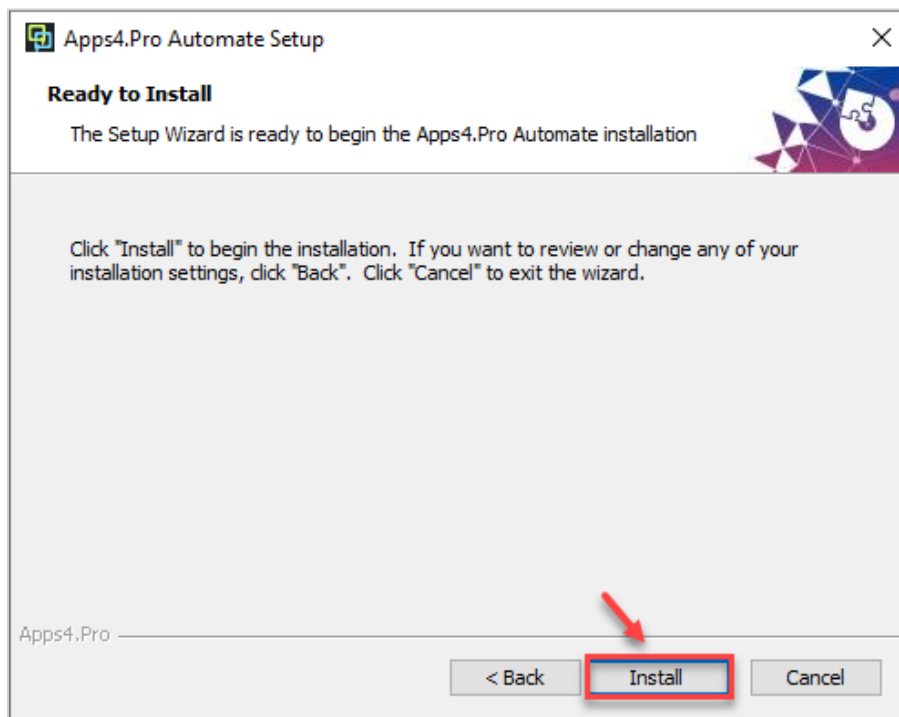 Apps4.Pro Automate Setup
Ready to Install
The Setup Wizard is ready to begin the Apps4.Pro Automate installation
Click "Install" to begin the installation.  If you want to review or change any of your
installation settings, click "Back".  Click "Cancel" to exit the wizard.
Apps4.Pro
< Back
Install
Cancel